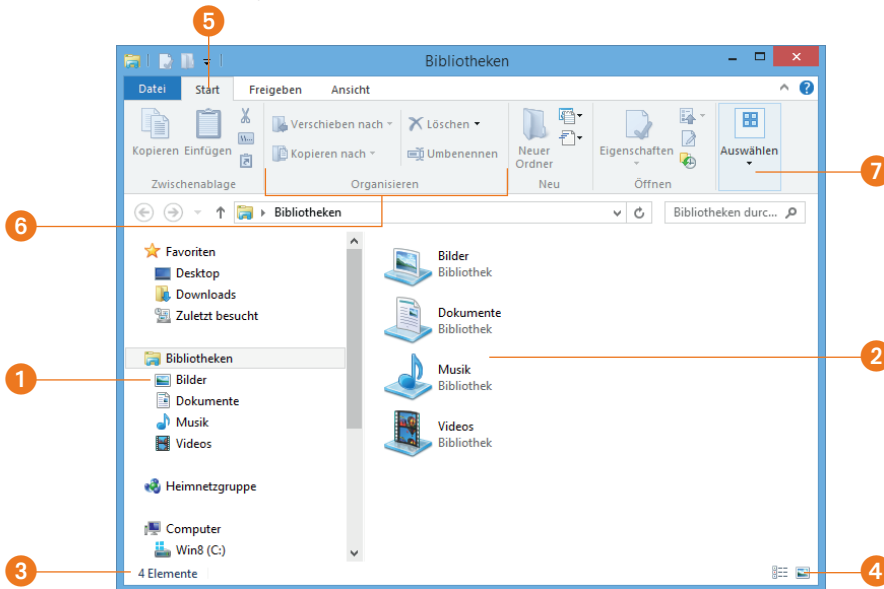 5
Bibliotheken
Datei Start Freigeben Ansicht
Verschieben nach Löschen
Kopieren Einfügen Neuer Ordner Eigenschaften Auswählen
Kopieren nach Umbenennen
7
Zwischenablage Organisieren Neu Öffnen
6
Bibliotheken Bibliotheken durc...
Favoriten
Desktop
Downloads
Zuletzt besucht
Bibliotheken
1
Bilder
Dokumente
Musik
Videos
Heimnetzgruppe
Computer
Win8 (C:)
Bilder
Bibliothek
Dokumente
Bibliothek
2
Musik
Bibliothek
Videos
Bibliothek
3
4 Elemente
4